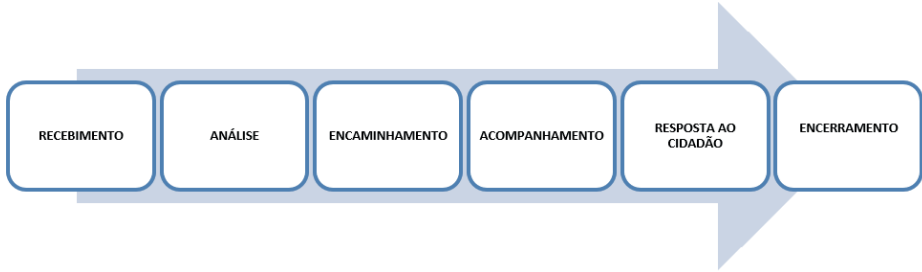 RECEBIMENTO
ANÁLISE
ENCAMINHAMENTO
ACOMPANHAMENTO
RESPOSTA AO
CIDADÃO
ENCERRAMENTO